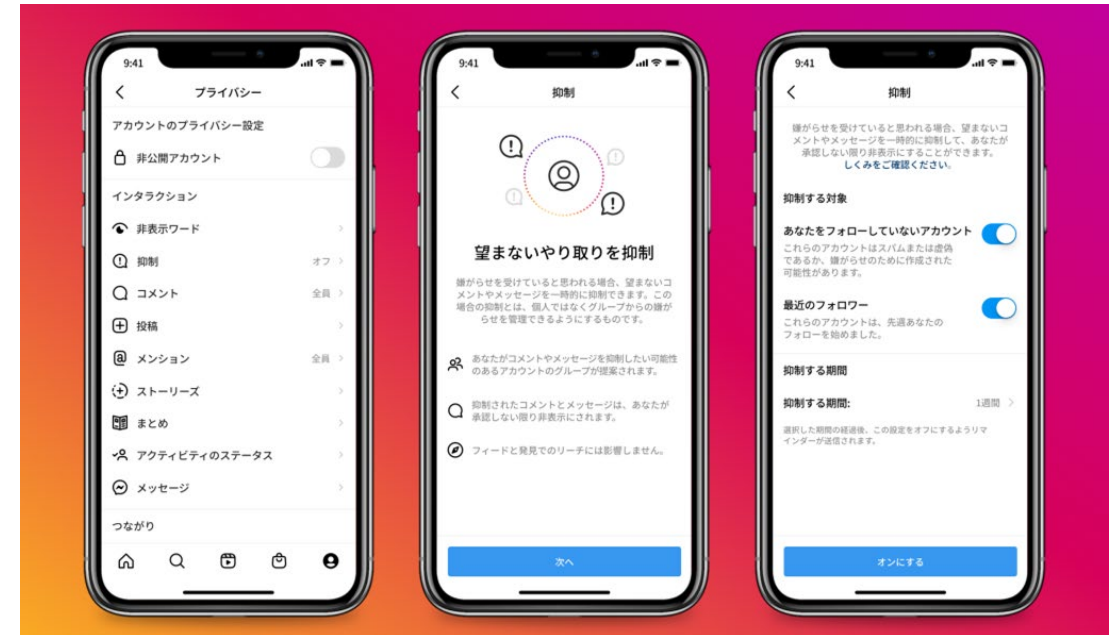 9:41
プライバシー
アカウントのプライバシー設定
非公開アカウント
インタラクション
非表示ワード
抑制 オフ
コメント 全員
投稿
メンション 全員
ストーリーズ
まとめ
アクティビティのステータス
メッセージ
つながり
9:41
抑制
望まないやり取りを抑制
嫌がらせを受けていると思われる場合、望まないコ
メントやメッセージを一時的に抑制できます。この
場合の抑制とは、個人ではなくグループからの嫌が
らせを管理できるようにするものです。
あなたがコメントやメッセージを抑制したい可能性
のあるアカウントのグループが提案されます。
抑制されたコメントとメッセージは、あなたが
承認しない限り非表示にされます。
フィードと発見でのリーチには影響しません。
次へ
9:41
抑制
嫌がらせを受けていると思われる場合、望まないコ
メントやメッセージを一時的に抑制して、あなたが
承認しない限り非表示にすることができます。
しくみをご確認ください。
抑制する対象
あなたをフォローしていないアカウント
これらのアカウントはスパムまたは虚偽
であるか、嫌がらせのために作成された
可能性があります。
最近のフォロワー
これらのアカウントは、先週あなたの
フォローを始めました。
抑制する期間
抑制する期間: 1週間
選択した期間の経過後、この設定をオフにするようリマ
インダーが送信されます。
オンにする